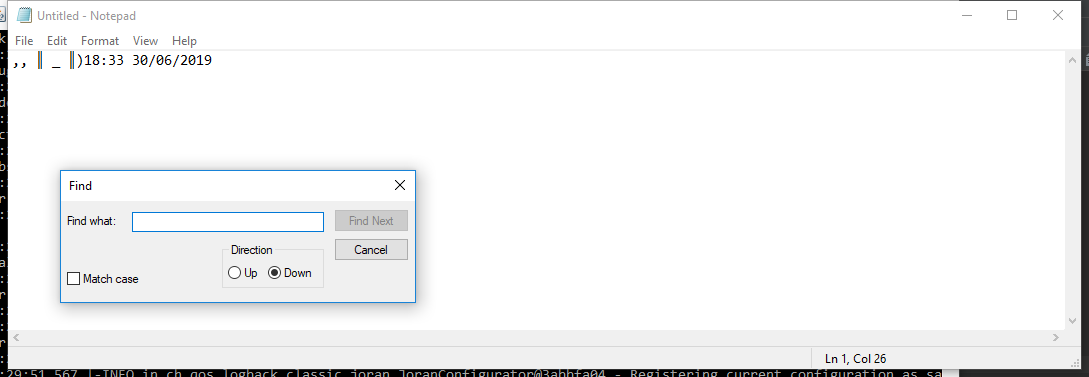 Untitled - Notepad
File Edit Format View Help
,, ‖ _ ‖)18:33 30/06/2019
Find
Find what:
Find Next
Direction
Cancel
Up Down
Match case
Ln 1, Col 26
:29:51,567 |-INFO in ch.qos.logback.classic.joran.JoranConfigurator@3abbfa04 - Registering current configuration as sa